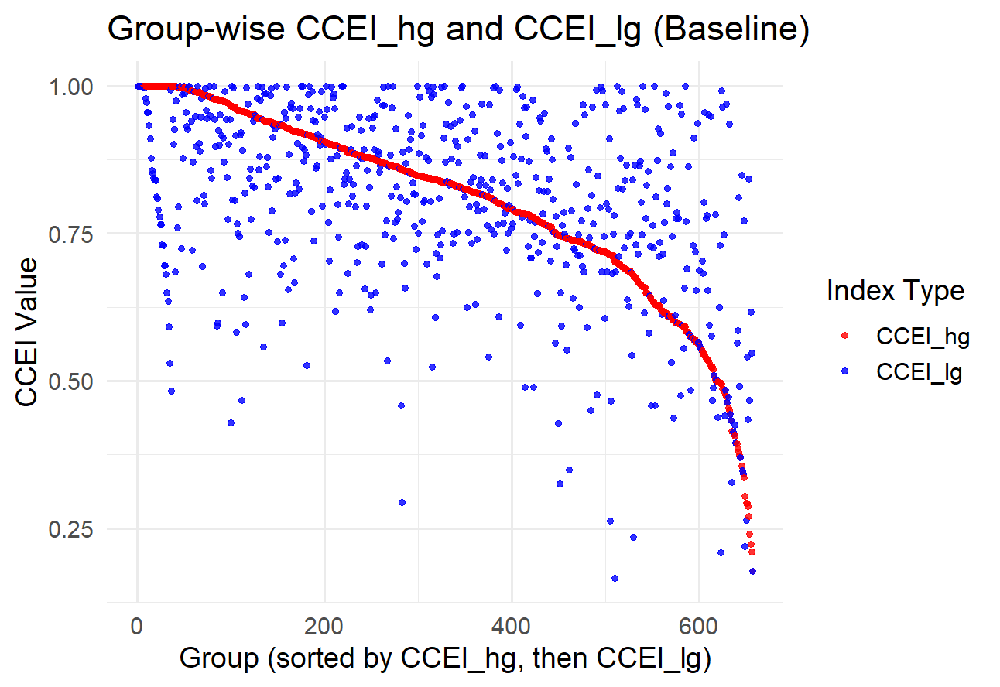 Group-wise CCEI_hg and CCEI_lg (Baseline)
1.00
0.75
0.50
0.25
CCEI Value
0 200 400 600
Group (sorted by CCEI_hg, then CCEI_lg)
Index Type
CCEI_hg
CCEI_lg